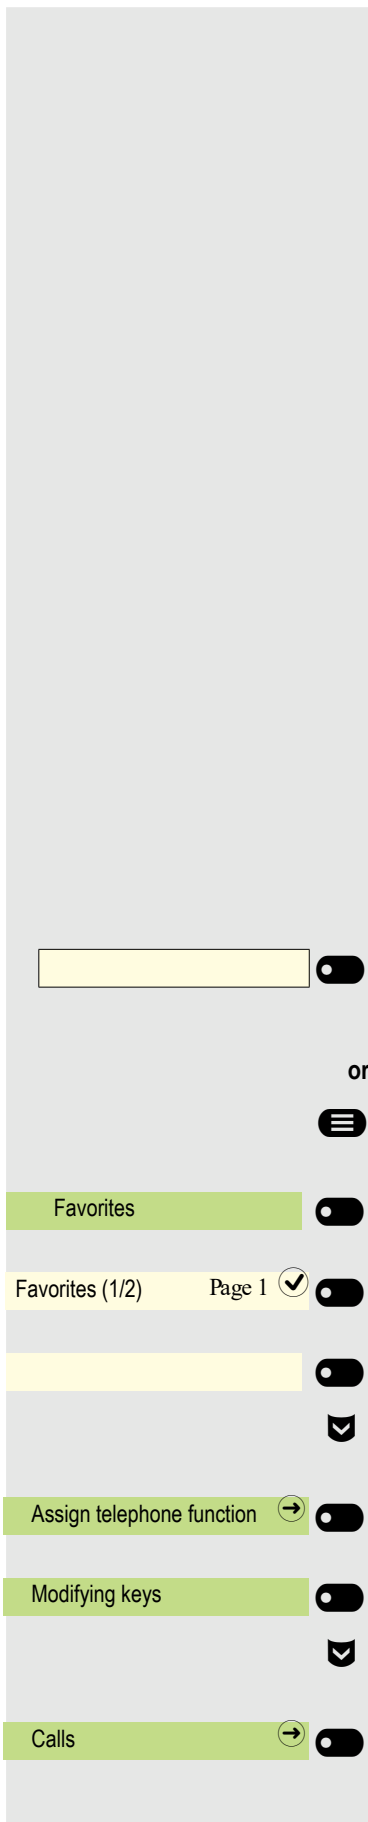 or
Favorites
Favorites (1/2) Page 1
Assign telephone function
Modifying keys
Calls